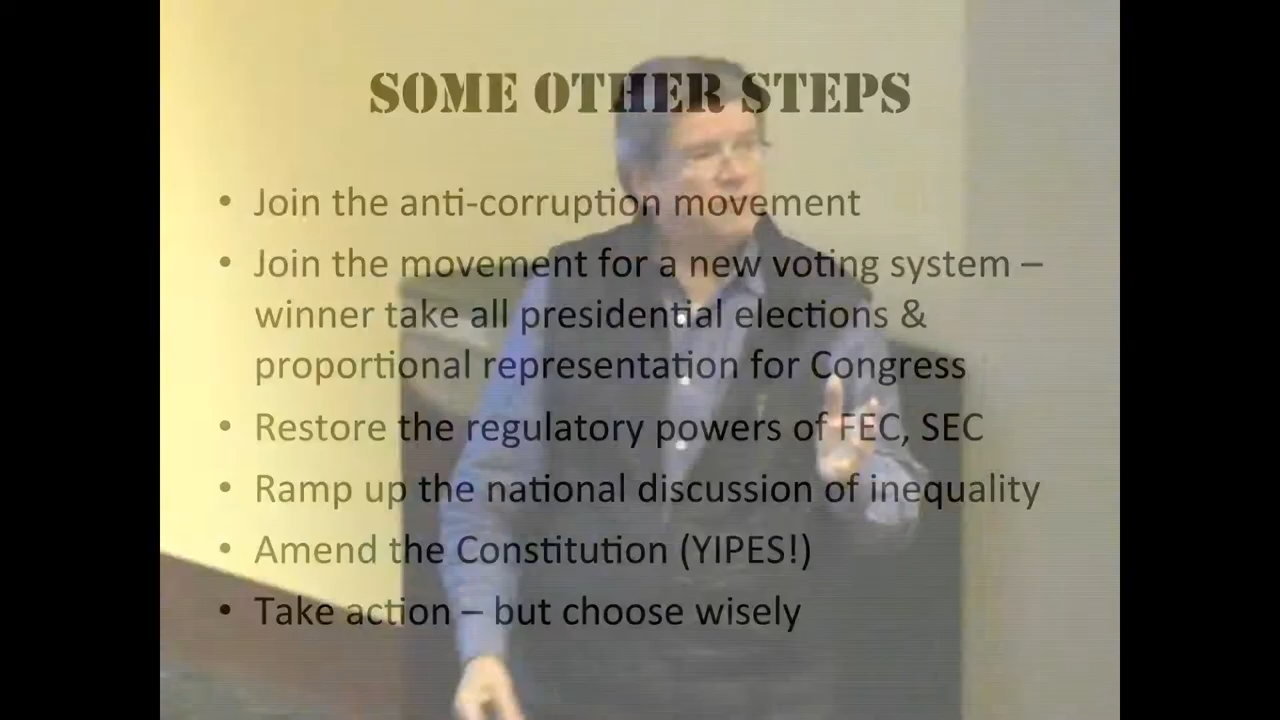 SOME OTHER STEPS
• Join the anti-corruption movement
• Join the movement for a new voting system –
winner take all presidential elections &
proportional representation for Congress
• Restore the regulatory powers of FEC, SEC
• Ramp up the national discussion of inequality
• Amend the Constitution (YIPES!)
• Take action – but choose wisely